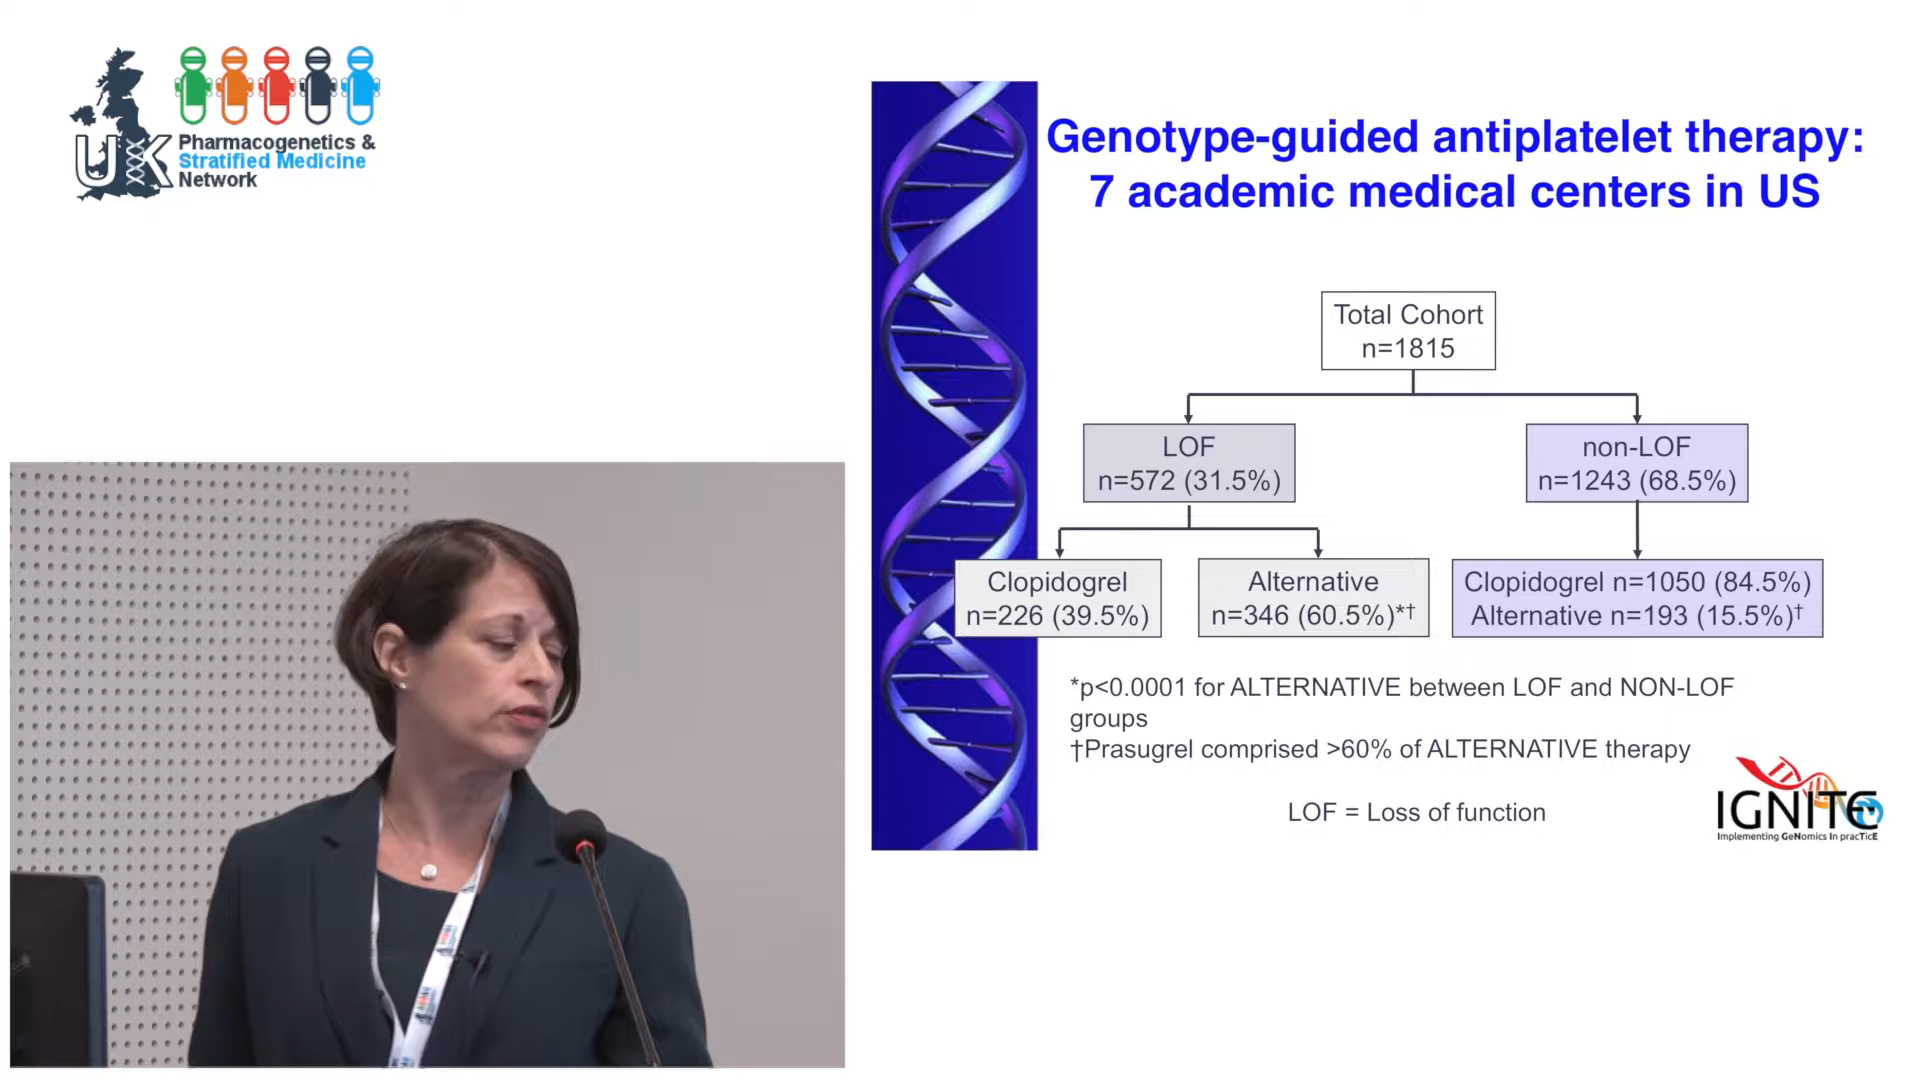 UK
Pharmacogenetics &
Stratified Medicine
Network
Genotype-guided antiplatelet therapy:
7 academic medical centers in US
Total Cohort
n=1815
LOF
n=572 (31.5%)
non-LOF
n=1243 (68.5%)
Clopidogrel
n=226 (39.5%)
Alternative
n=346 (60.5%)*†
Clopidogrel n=1050 (84.5%)
Alternative n=193 (15.5%)†
*p<0.0001 for ALTERNATIVE between LOF and NON-LOF
groups
†Prasugrel comprised >60% of ALTERNATIVE therapy
LOF = Loss of function
IGNITE
Implementing GeNomics In pracTicE